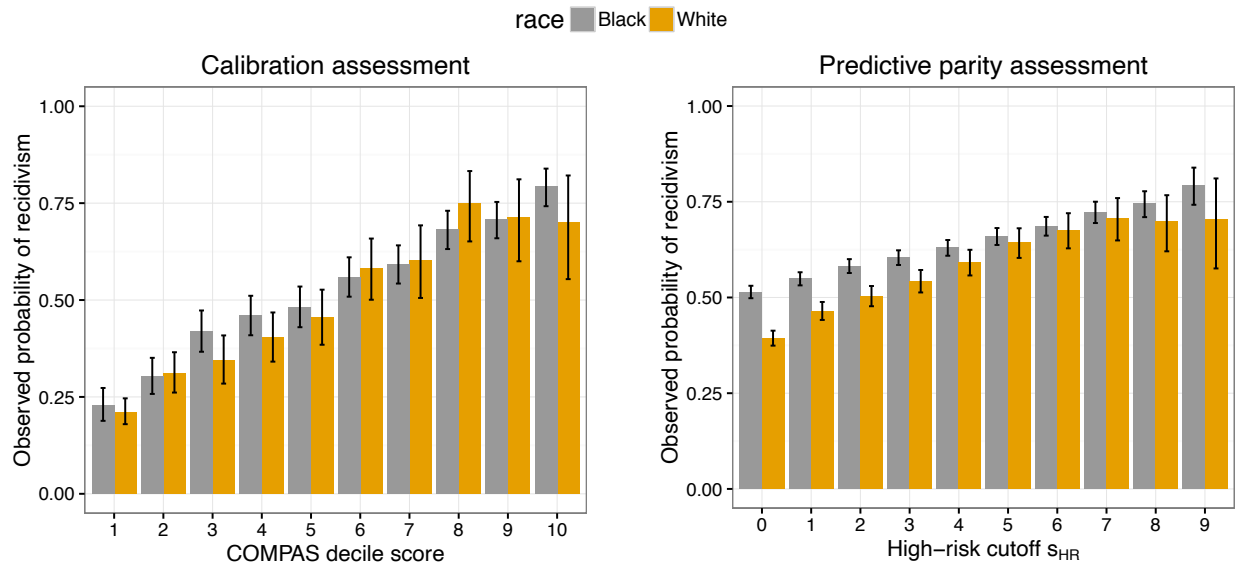 race Black White
Calibration assessment
Observed probability of recidivism
1.00
0.75
0.50
0.25
0.00
1 2 3 4 5 6 7 8 9 10
COMPAS decile score
Predictive parity assessment
Observed probability of recidivism
1.00
0.75
0.50
0.25
0.00
0 1 2 3 4 5 6 7 8 9
High−risk cutoff sHR